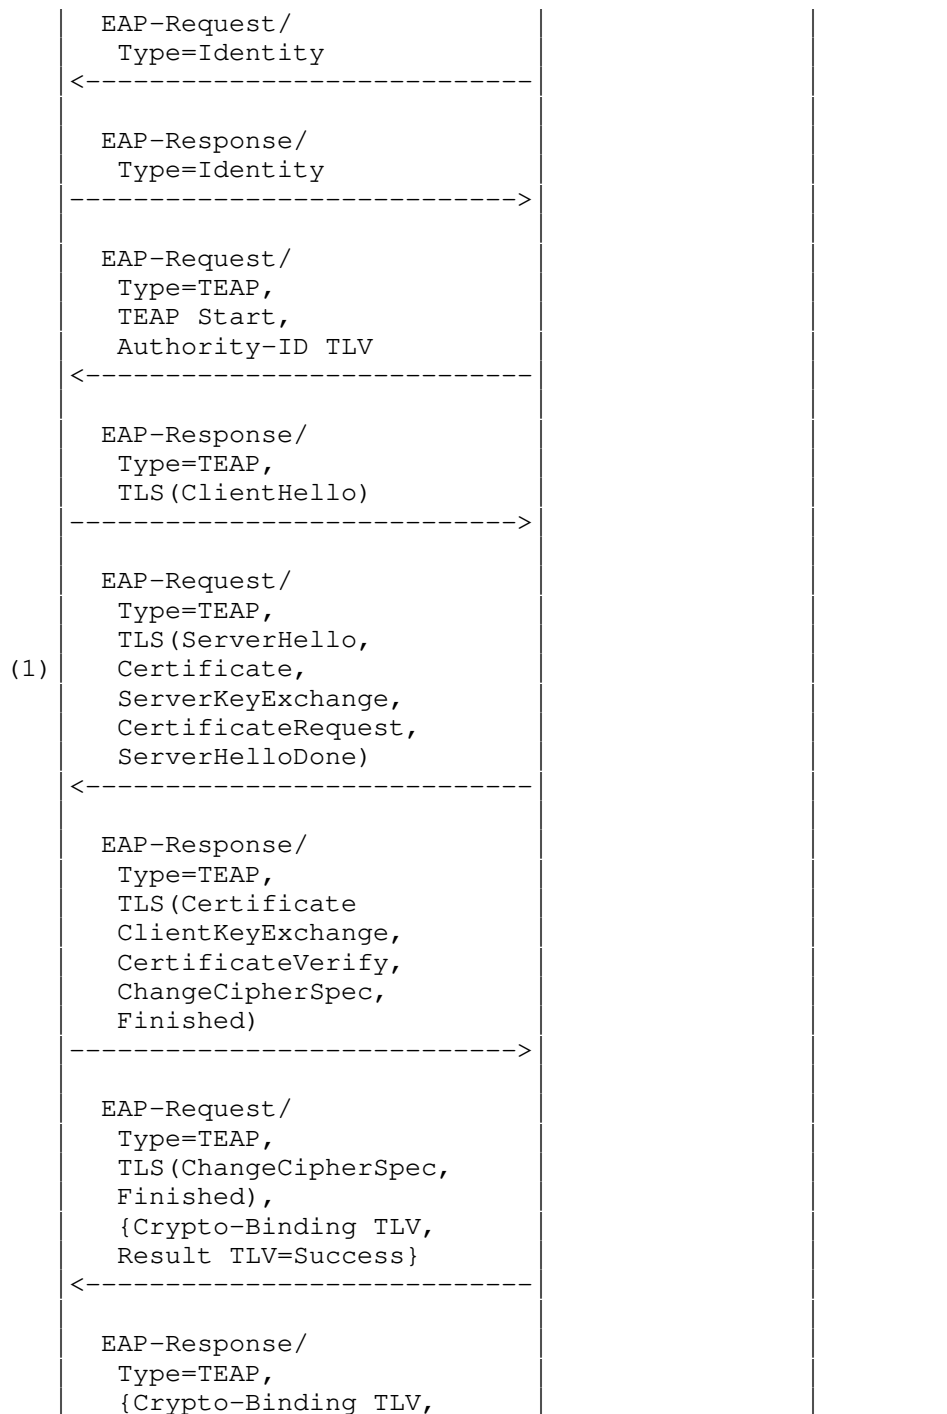 EAP-Request/
Type=Identity
<----------------------------
EAP-Response/
Type=Identity
---------------------------->
EAP-Request/
Type=TEAP,
TEAP Start,
Authority-ID TLV
<----------------------------
EAP-Response/
Type=TEAP,
TLS(ClientHello)
---------------------------->
EAP-Request/
Type=TEAP,
TLS(ServerHello,
(1) Certificate,
ServerKeyExchange,
CertificateRequest,
ServerHelloDone)
<----------------------------
EAP-Response/
Type=TEAP,
TLS(Certificate
ClientKeyExchange,
CertificateVerify,
ChangeCipherSpec,
Finished)
---------------------------->
EAP-Request/
Type=TEAP,
TLS(ChangeCipherSpec,
Finished),
{Crypto-Binding TLV,
Result TLV=Success}
<----------------------------
EAP-Response/
Type=TEAP,
{Crypto-Binding TLV,